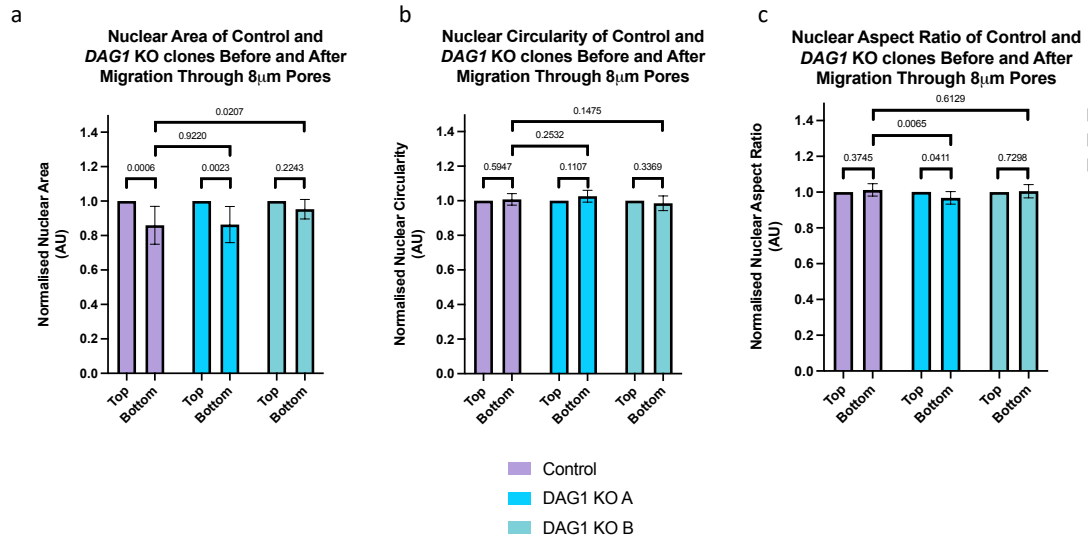 a
Nuclear Area of Control and
DAG1 KO clones Before and After
Migration Through 8μm Pores
0.0207
0.9220
0.0006
0.0023
0.2243
1.4
1.2
1.0
0.8
0.6
0.4
0.2
0.0
Normalised Nuclear Area
(AU)
Top
Bottom
Top
Bottom
Top
Bottom
b
Nuclear Circularity of Control and
DAG1 KO clones Before and After
Migration Through 8μm Pores
0.1475
0.2532
0.5947
0.1107
0.3369
1.4
1.2
1.0
0.8
0.6
0.4
0.2
0.0
Normalised Nuclear Circularity
(AU)
Top
Bottom
Top
Bottom
Top
Bottom
c
Nuclear Aspect Ratio of Control and
DAG1 KO clones Before and After
Migration Through 8μm Pores
0.6129
0.0065
0.3745
0.0411
0.7298
1.4
1.2
1.0
0.8
0.6
0.4
0.2
0.0
Normalised Nuclear Aspect Ratio
(AU)
Top
Bottom
Top
Bottom
Top
Bottom
Control
DAG1 KO A
DAG1 KO B